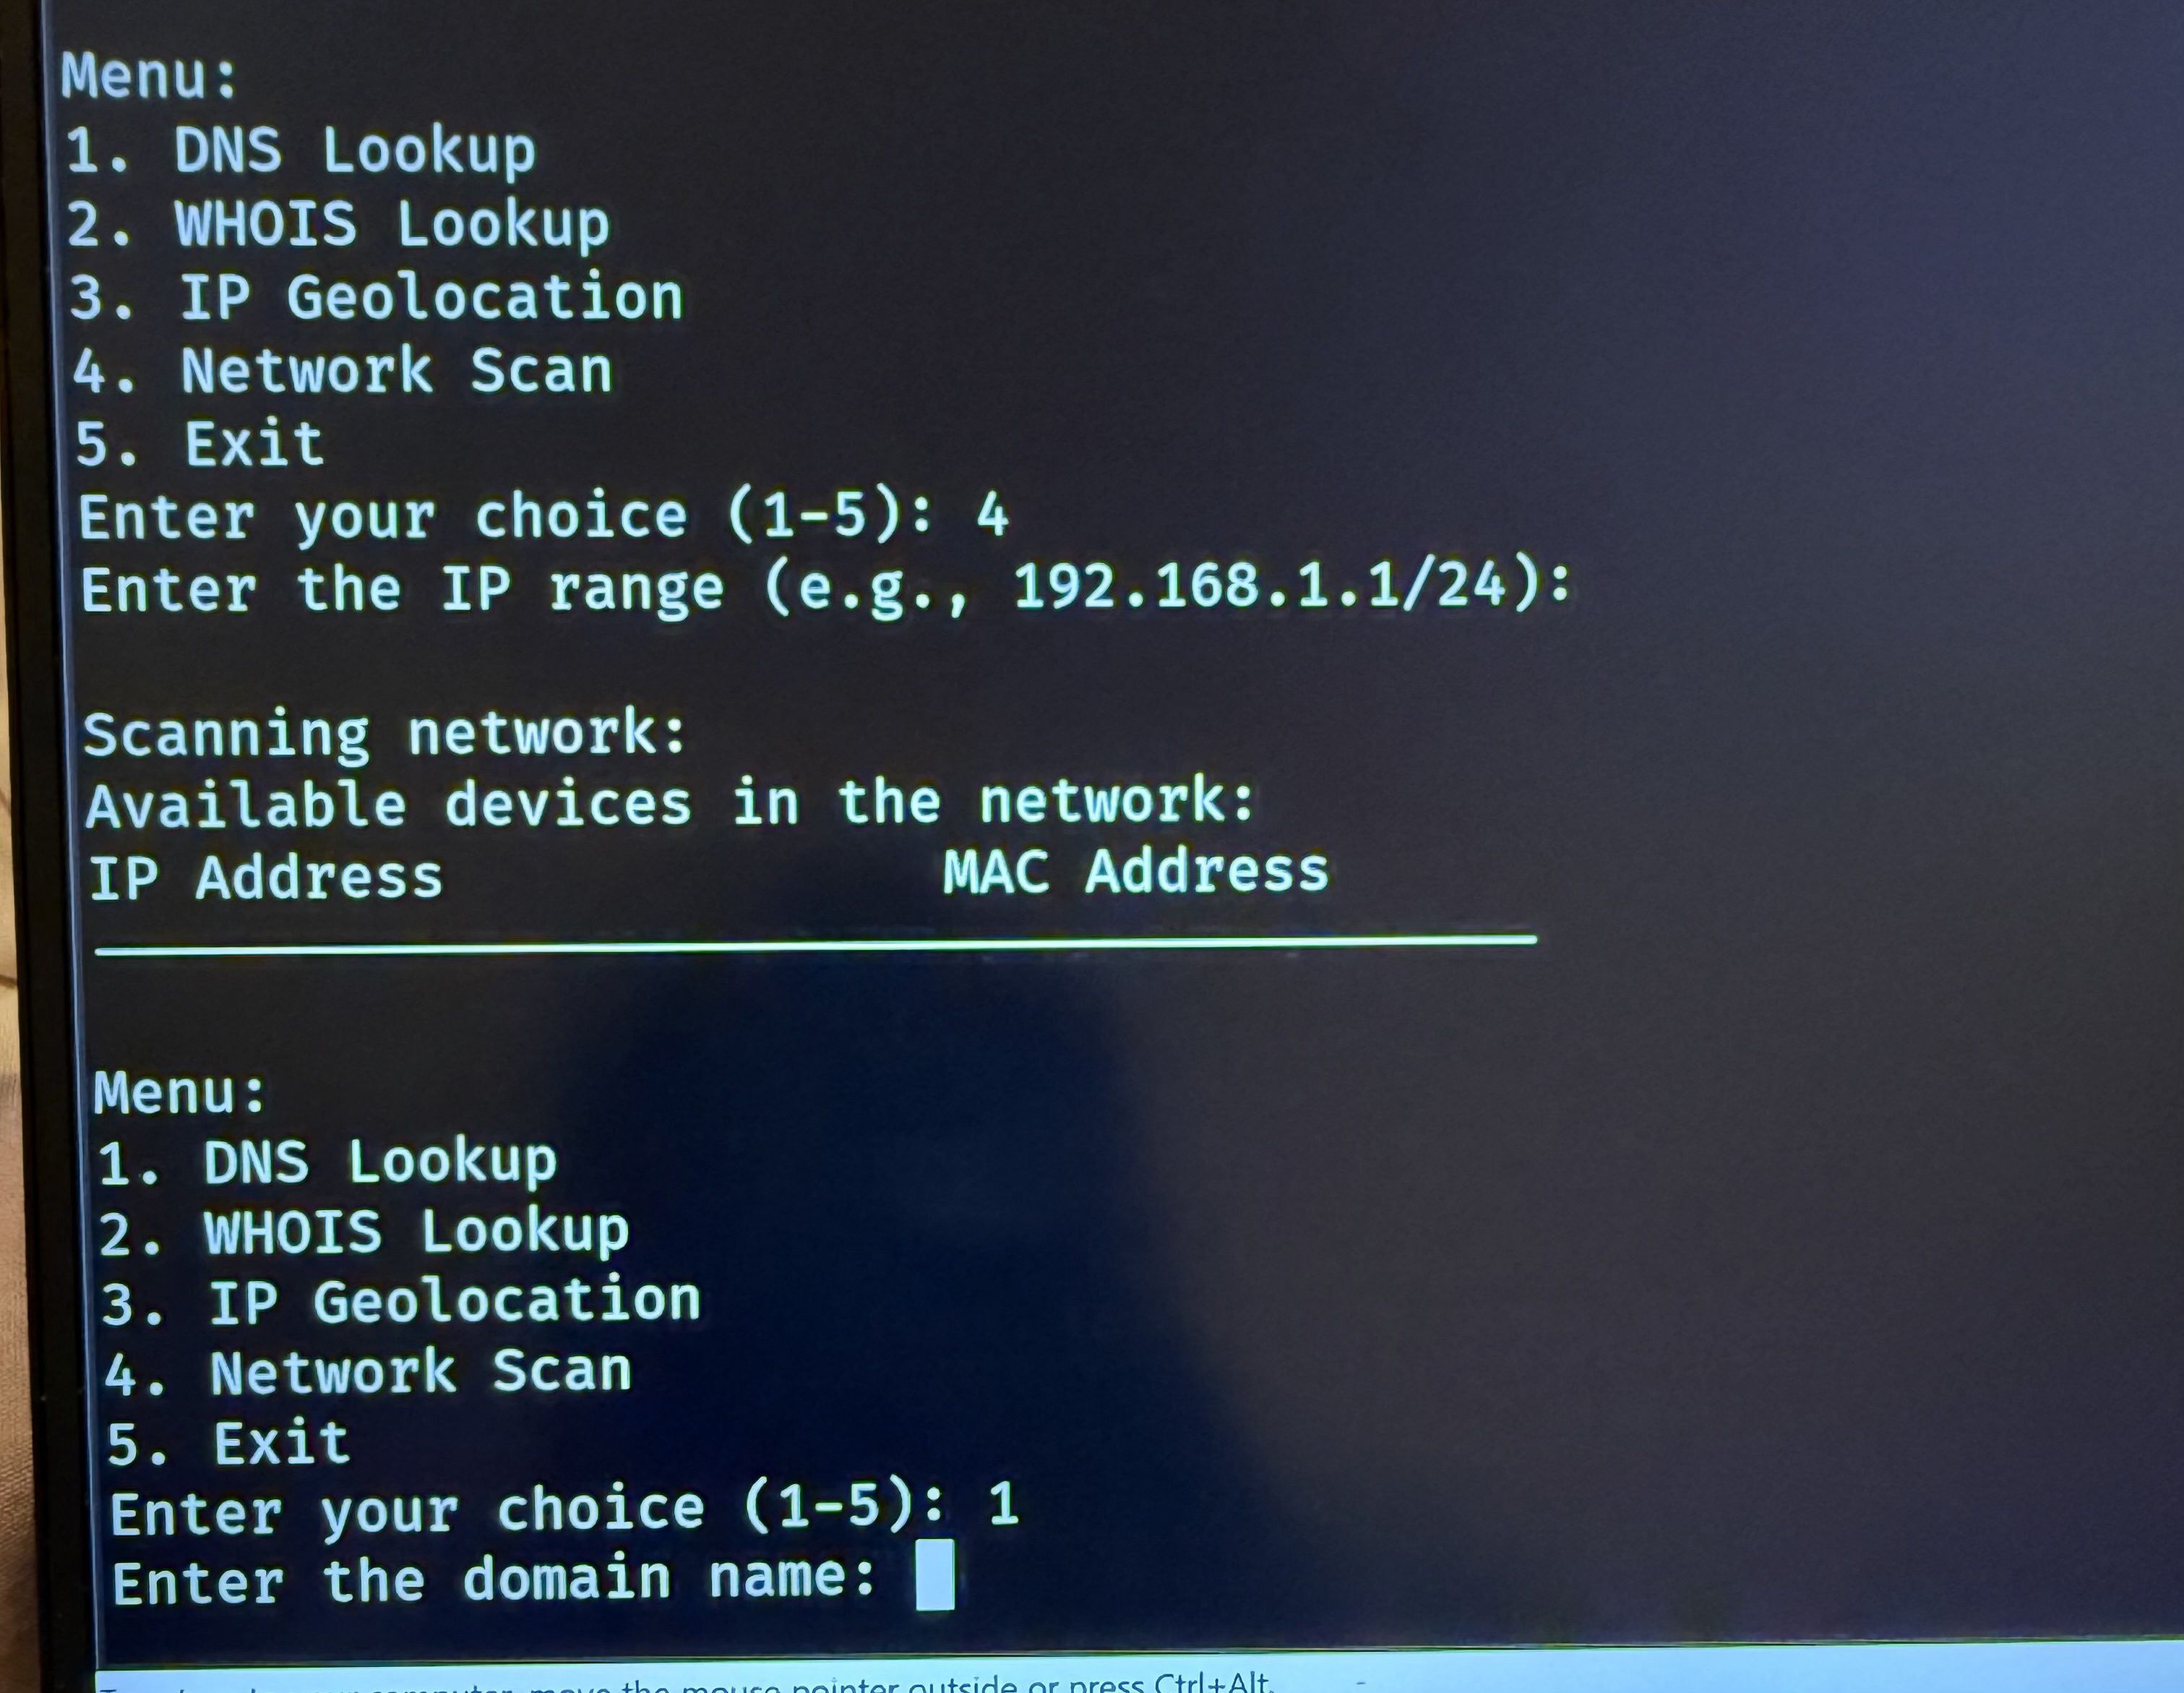 Menu:
1. DNS Lookup
2. WHOIS Lookup
3. IP Geolocation
4. Network Scan
5. Exit
Enter your choice (1-5): 4
Enter the IP range (e.g., 192.168.1.1/24):
Scanning network:
Available devices in the network:
IP Address MAC Address
Menu:
1. DNS Lookup
2. WHOIS Lookup
3. IP Geolocation
4. Network Scan
5. Exit
Enter your choice (1-5): 1
Enter the domain name:
computer, move the mouse pointer outside or press Ctrl+Alt.